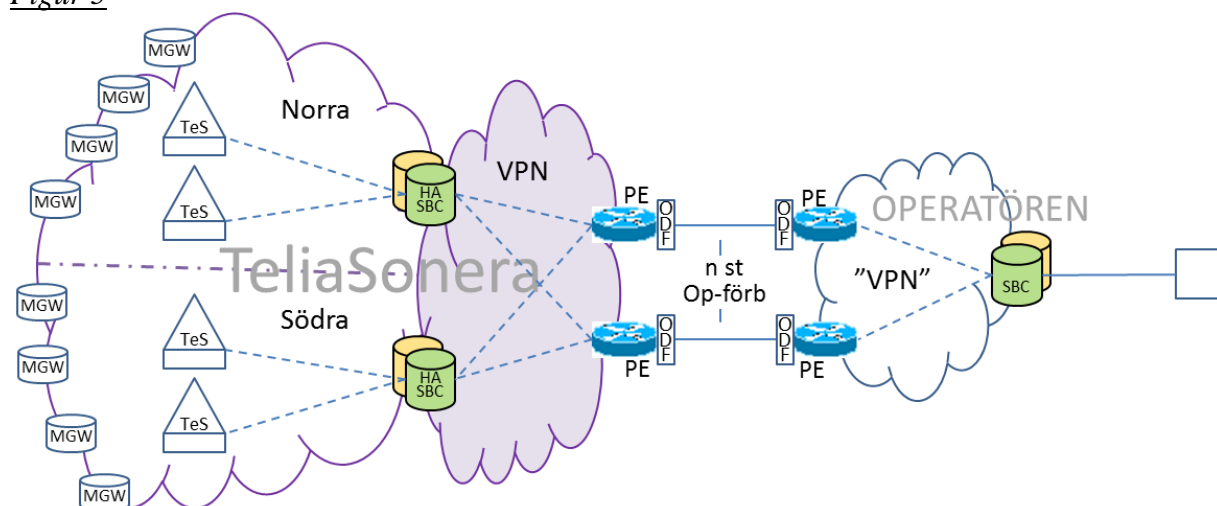 Figur 3
MGW
MGW
MGW
MGW
MGW
MGW
MGW
MGW
TeS
TeS
Norra
HA
SBC
VPN
TeliaSonera
Södra
TeS
TeS
HA
SBC
PE
ODF
ODF
PE
n st
Op-förb
PE
ODF
ODF
PE
OPERATÖREN
"VPN"
SBC